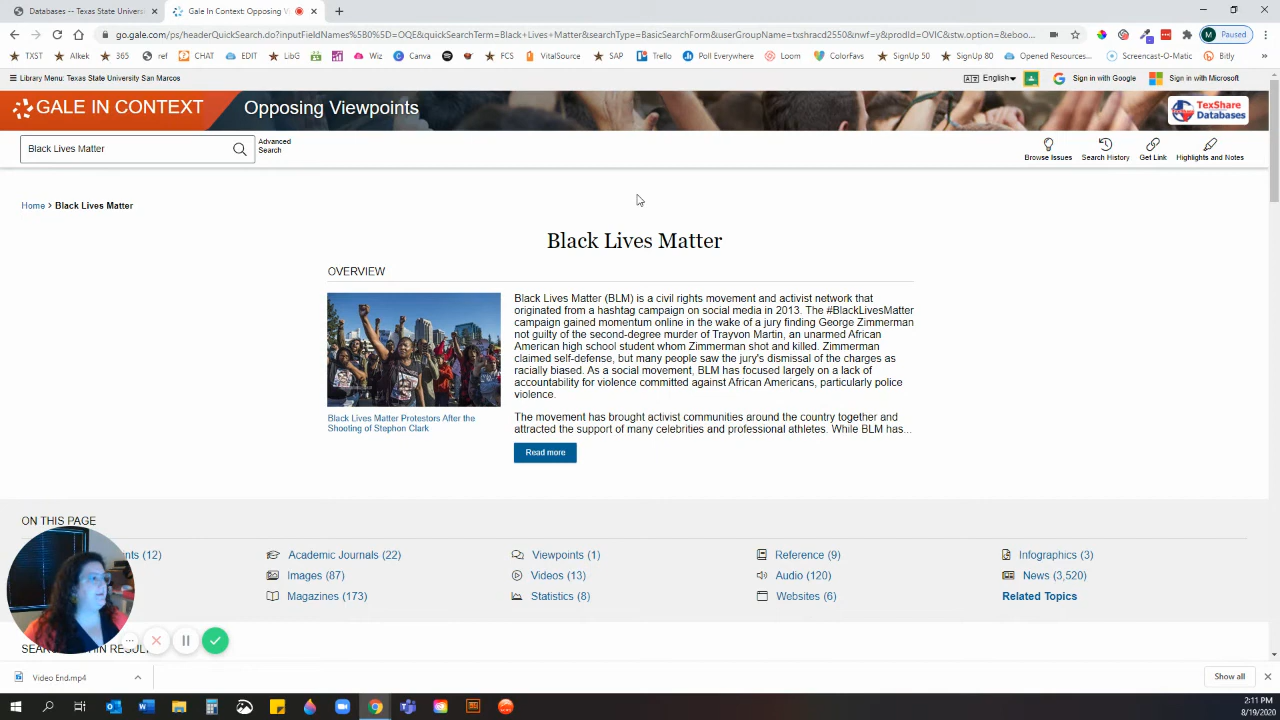 Databases -- Texas State Universit
Gale In Context: Opposing Vi
go.gale.com/ps/headerQuickSearch.do?inputFieldNames%5B0%5D=OQE&quickSearchTerm=Black+Lives+Matter&searchType=BasicSearchForm&userGroupName=txshracd2550&nwf=y&prodId=OVIC&stw.option=&eboo...
M Paused
TXST Alkek 365 ref CHAT EDIT LibG Canva Wiz FCS VitalSource SAP Trello Poll Everywhere Loom ColorFavs SignUp 50 SignUp 80 Opened Resources... Screencast-O-Matic Bitly »
Library Menu: Texas State University San Marcos
English
Sign in with Google
Sign in with Microsoft
GALE IN CONTEXT Opposing Viewpoints
TexShare Databases
Black Lives Matter
Advanced Search
Browse Issues
Search History
Get Link
Highlights and Notes
Home > Black Lives Matter
Black Lives Matter
OVERVIEW
Black Lives Matter (BLM) is a civil rights movement and activist network that
originated from a hashtag campaign on social media in 2013. The #BlackLivesMatter
campaign gained momentum online in the wake of a jury finding George Zimmerman
not guilty of the second-degree murder of Trayvon Martin, an unarmed African
American high school student whom Zimmerman shot and killed. Zimmerman
claimed self-defense, but many people saw the jury's dismissal of the charges as
racially biased. As a social movement, BLM has focused largely on a lack of
accountability for violence committed against African Americans, particularly police
violence.
Black Lives Matter Protestors After the
Shooting of Stephon Clark
The movement has brought activist communities around the country together and
attracted the support of many celebrities and professional athletes. While BLM has...
Read more
ON THIS PAGE
nts (12)
Academic Journals (22)
Viewpoints (1)
Reference (9)
Infographics (3)
Images (87)
Videos (13)
Audio (120)
News (3,520)
Magazines (173)
Statistics (8)
Websites (6)
Related Topics
Video End.mp4
Show all
2:11 PM
8/19/2020